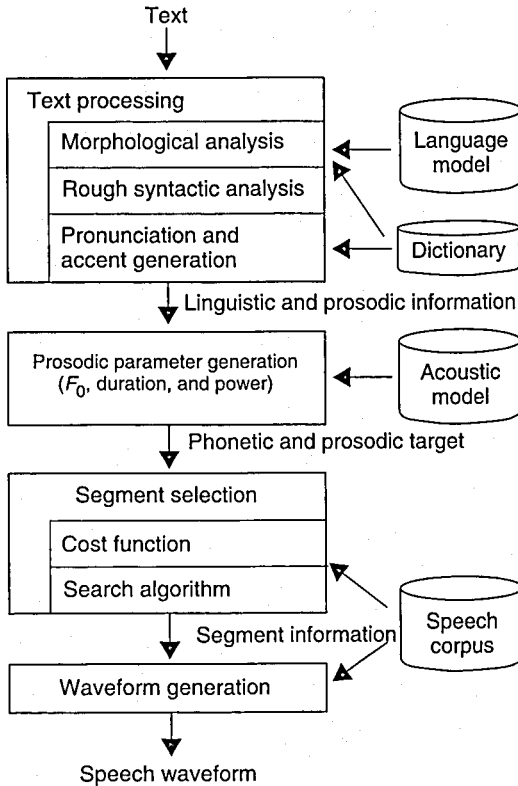 Text
Text processing
Morphological analysis
Rough syntactic analysis
Pronunciation and
accent generation
Language
model
Dictionary
Linguistic and prosodic information
Prosodic parameter generation
(F0, duration, and power)
Acoustic
model
Phonetic and prosodic target
Segment selection
Cost function
Search algorithm
Speech
corpus
Segment information
Waveform generation
Speech waveform